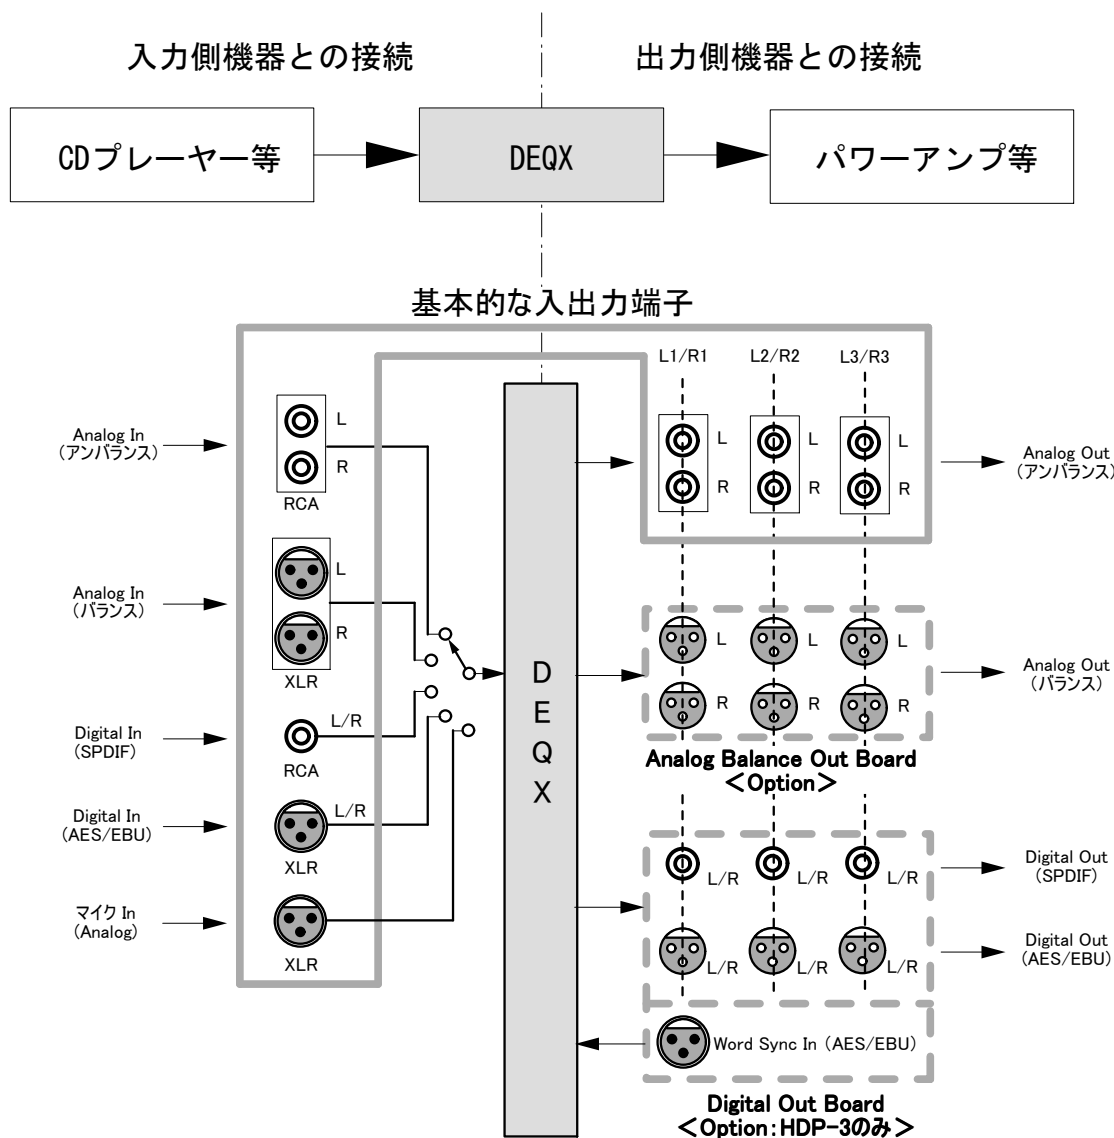 入力側機器との接続
出力側機器との接続
CDプレーヤー等
DEQX
パワーアンプ等
基本的な入出力端子
L1/R1
L2/R2
L3/R3
Analog In
(アンバランス)
L
R
RCA
Analog In
(バランス)
L
R
XLR
Digital In
(SPDIF)
L/R
RCA
Digital In
(AES/EBU)
L/R
XLR
マイク In
(Analog)
XLR
D
E
Q
X
L
L
L
R
R
R
Analog Out
(アンバランス)
L
L
L
R
R
R
Analog Out
(バランス)
Analog Balance Out Board
<Option>
L/R
L/R
L/R
Digital Out
(SPDIF)
L/R
L/R
L/R
Digital Out
(AES/EBU)
Word Sync In (AES/EBU)
Digital Out Board
<Option:HDP-3のみ>